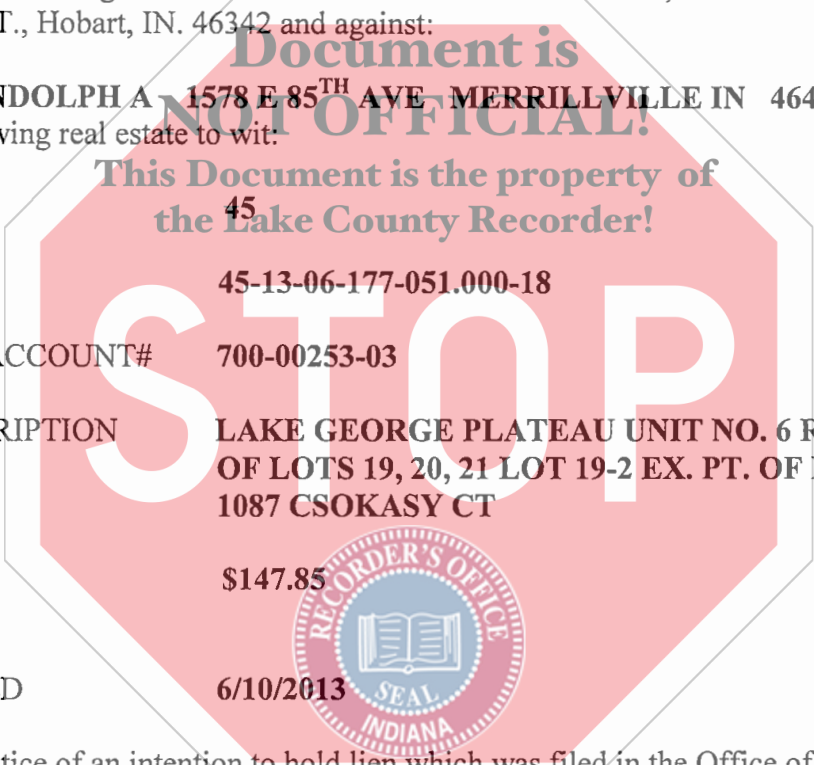 T., Hobart, IN. 46342 and against:
Document is
NDOLPH A 1578 E 85TH AVE MERRILLVILLE IN 464
NOT OFFICIAL!
ving real estate to wit:
This Document is the property of
45
the Lake County Recorder!
45-13-06-177-051.000-18
STOP
ACCOUNT# 700-00253-03
RIPTION LAKE GEORGE PLATEAU UNIT NO. 6 R
OF LOTS 19, 20, 21 LOT 19-2 EX. PT. OF
1087 CSOKASY CT
$147.85
RECORDER'S OFFICE
D 6/10/2013
SEAL
INDIANA
tice of an intention to hold lien which was filed in the Office of